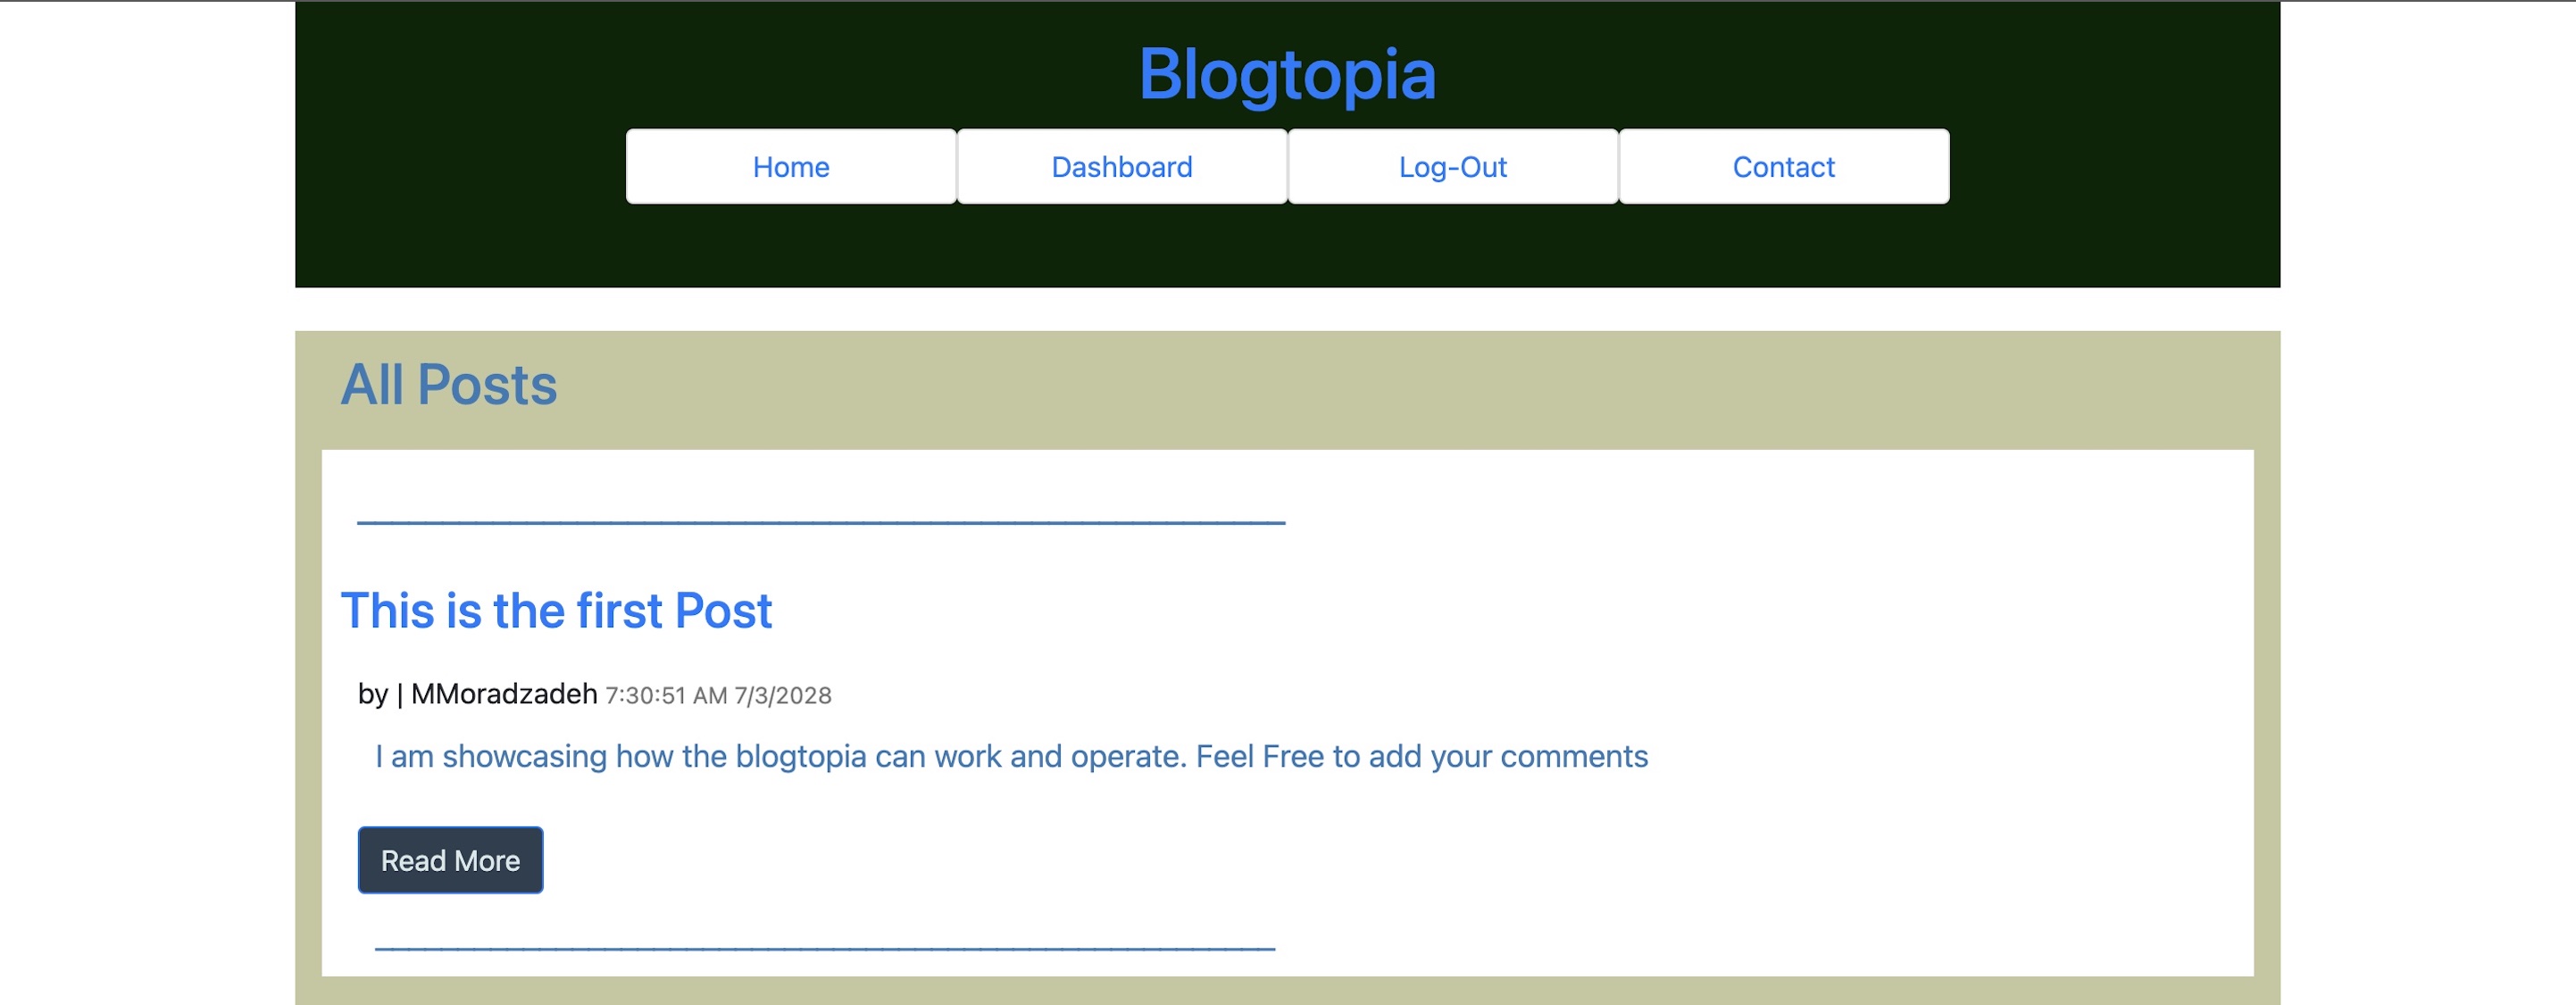 Blogtopia
Home Dashboard Log-Out Contact
All Posts
This is the first Post
by | MMoradzadeh 7:30:51 AM 7/3/2028
I am showcasing how the blogtopia can work and operate. Feel Free to add your comments
Read More